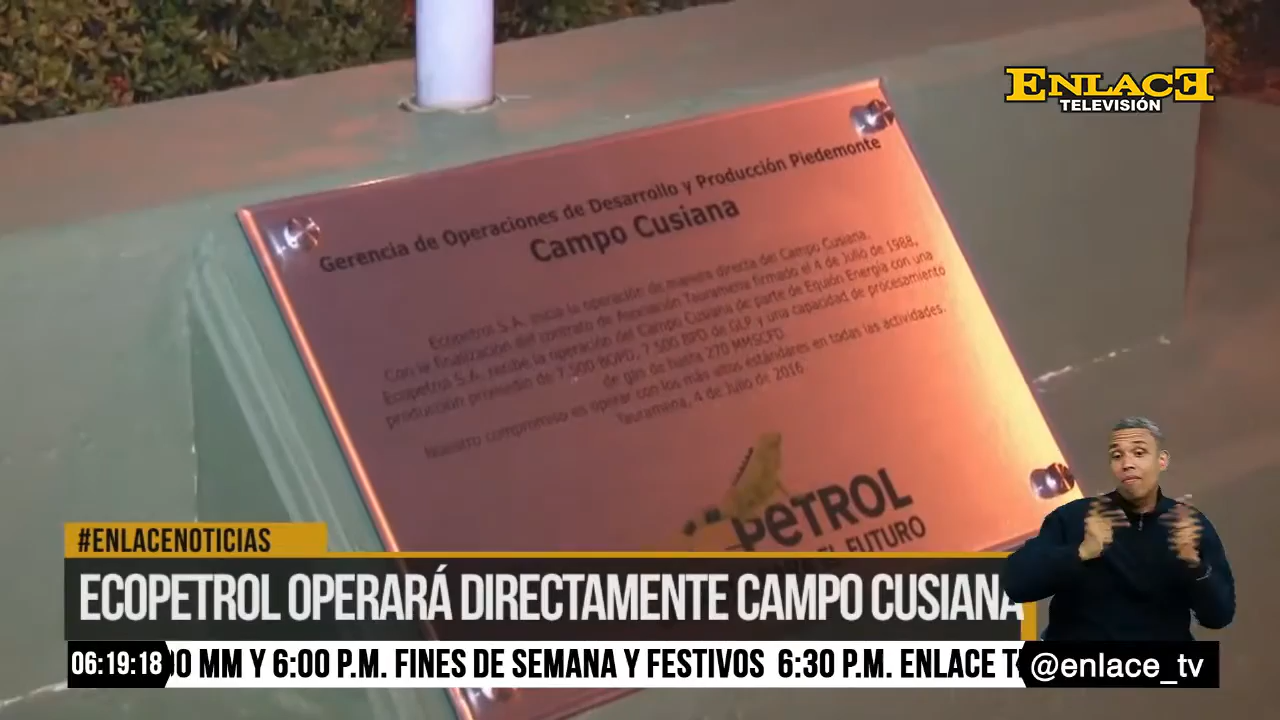 ENLACE
TELEVISIÓN
Gerencia de Operaciones de Desarrollo y Producción Piedemonte
Campo Cusiana
Ecopetrol S.A. inicia la operación de manera directa del Campo Cusiana.
Con la finalización del contrato de Asociación Tauramena firmado el 4 de Julio de 1988,
Ecopetrol S.A. recibe la operación del Campo Cusiana de parte de Equión Energía con una
producción promedio de 7.500 BOPD, 7.500 BPD de GLP y una capacidad de procesamiento
de gas de hasta 270 MMSCFD.
Nuestro compromiso es operar con los más altos estándares en todas las actividades.
Tauramena, 4 de Julio de 2016
PETROL
EL FUTURO
#ENLACENOTICIAS
ECOPETROL OPERARÁ DIRECTAMENTE CAMPO CUSIANA
06:19:18 00 MM Y 6:00 P.M. FINES DE SEMANA Y FESTIVOS 6:30 P.M. ENLACE T @enlace_tv